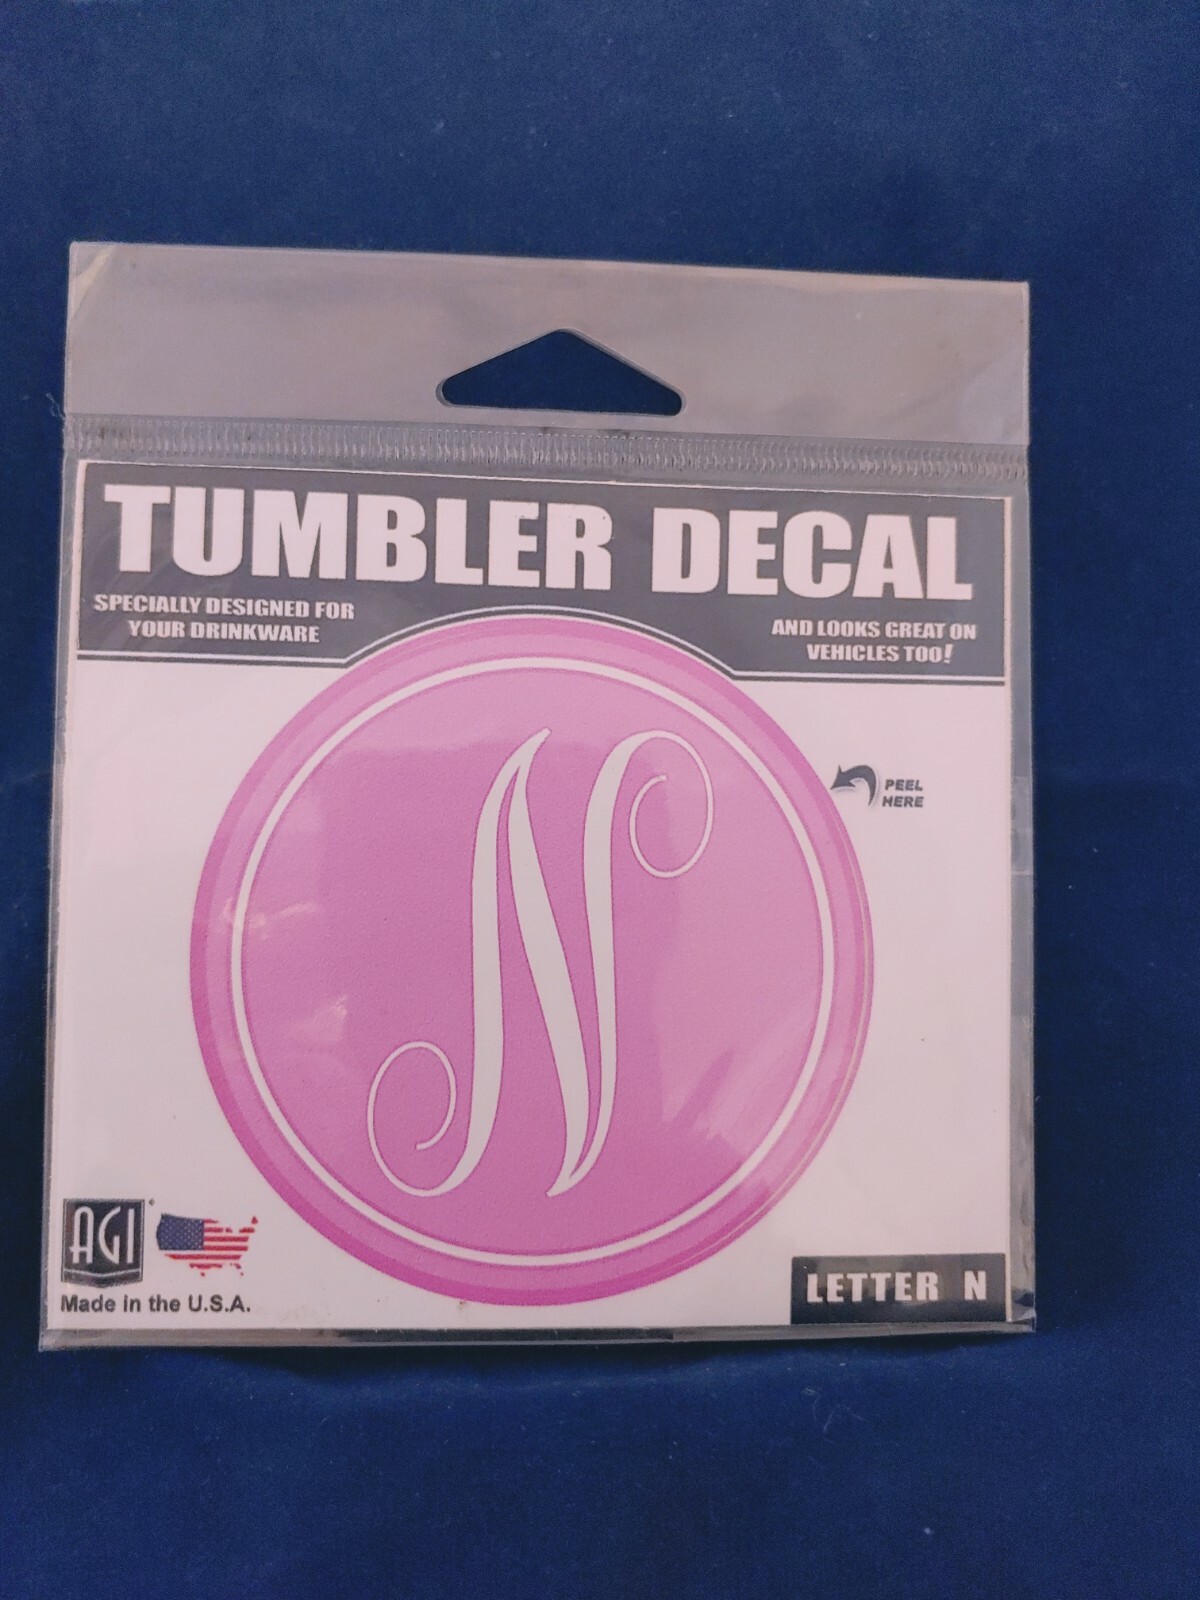 TUMBLER DECAL
SPECIALLY DESIGNED FOR
YOUR DRINKWARE
AND LOOKS GREAT ON
VEHICLES TOO!
PEEL
HERE
N
AGI
Made in the U.S.A.
LETTER N